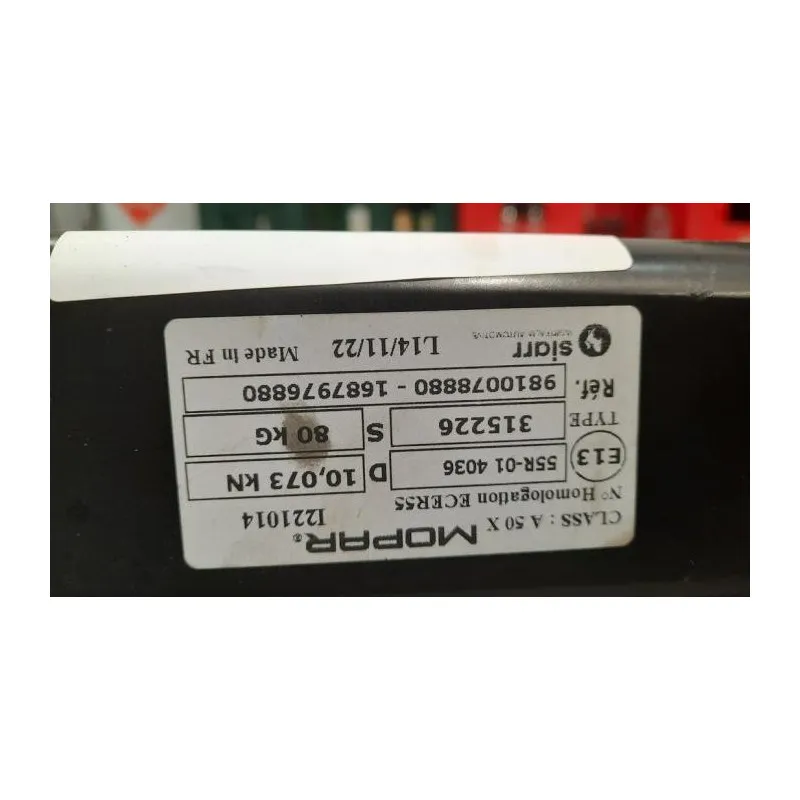 CLASS : A 50 X MOPAR®
N° Homologation ECER55 I221014
E13 55R-01 4036 D 10,073 kN
TYPE 315226 S 80 KG
Réf. 9810078880 - 1687976880
siarr L14/11/22 Made in FR